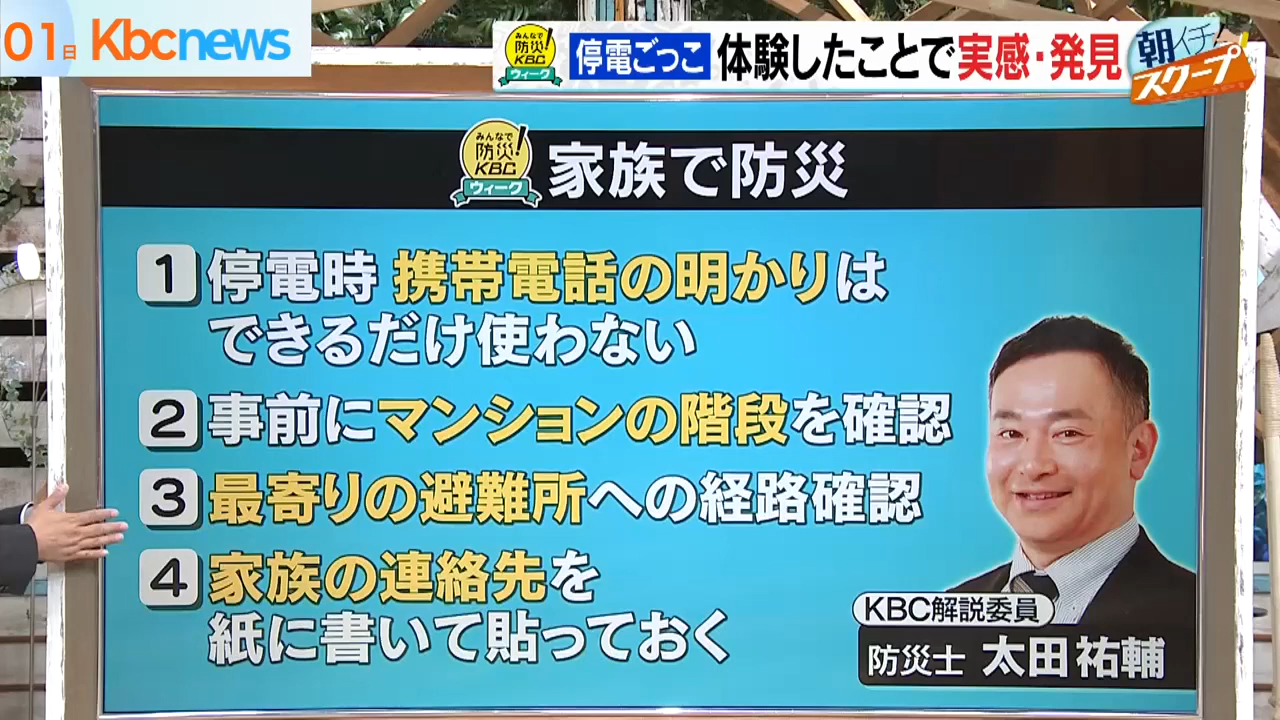 01日 Kbcnews
みんなで
防災!
KBC
ウィーク
停電ごっこ 体験したことで実感・発見
朝イチ
スクープ
みんなで
防災!
KBC
ウィーク
家族で防災
1 停電時 携帯電話の明かりは
できるだけ使わない
2 事前にマンションの階段を確認
3 最寄りの避難所への経路確認
4 家族の連絡先を
紙に書いて貼っておく
KBC解説委員
防災士 太田 祐輔